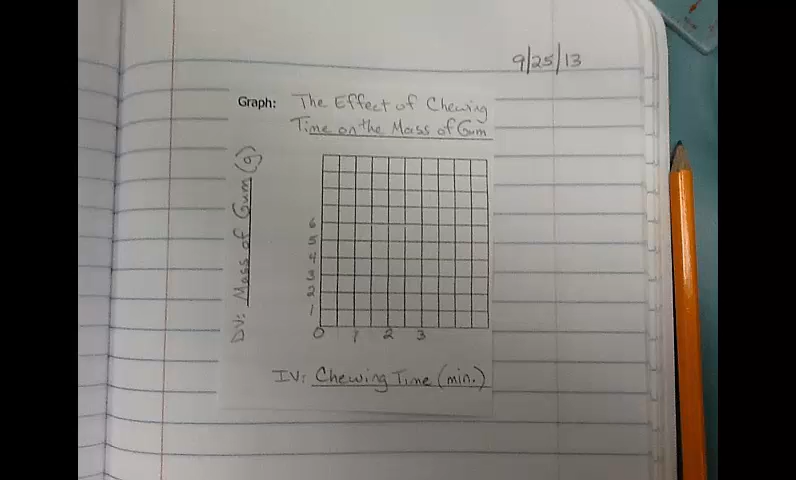 9/25/13
Graph: The Effect of Chewing
Time on the Mass of Gum
DV: Mass of Gum (g)
6
5
4
3
2
1
0 1 2 3
IV: Chewing Time (min.)